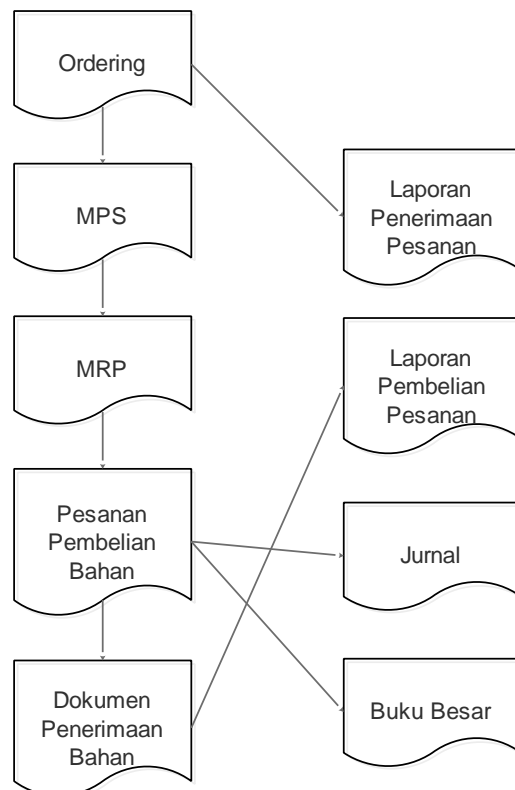 Ordering
MPS
MRP
Pesanan
Pembelian
Bahan
Dokumen
Penerimaan
Bahan
Laporan
Penerimaan
Pesanan
Laporan
Pembelian
Pesanan
Jurnal
Buku Besar